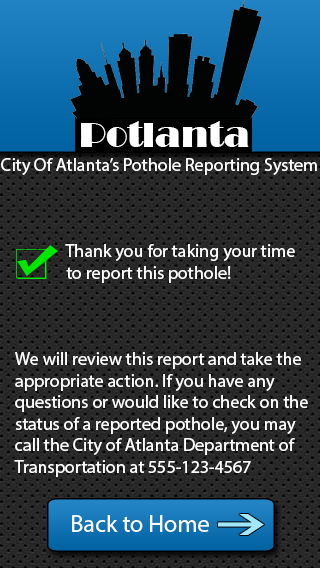 Potlanta
City Of Atlanta's Pothole Reporting System
Thank you for taking your time
to report this pothole!
We will review this report and take the
appropriate action. If you have any
questions or would like to check on the
status of a reported pothole, you may
call the City of Atlanta Department of
Transportation at 555-123-4567
Back to Home